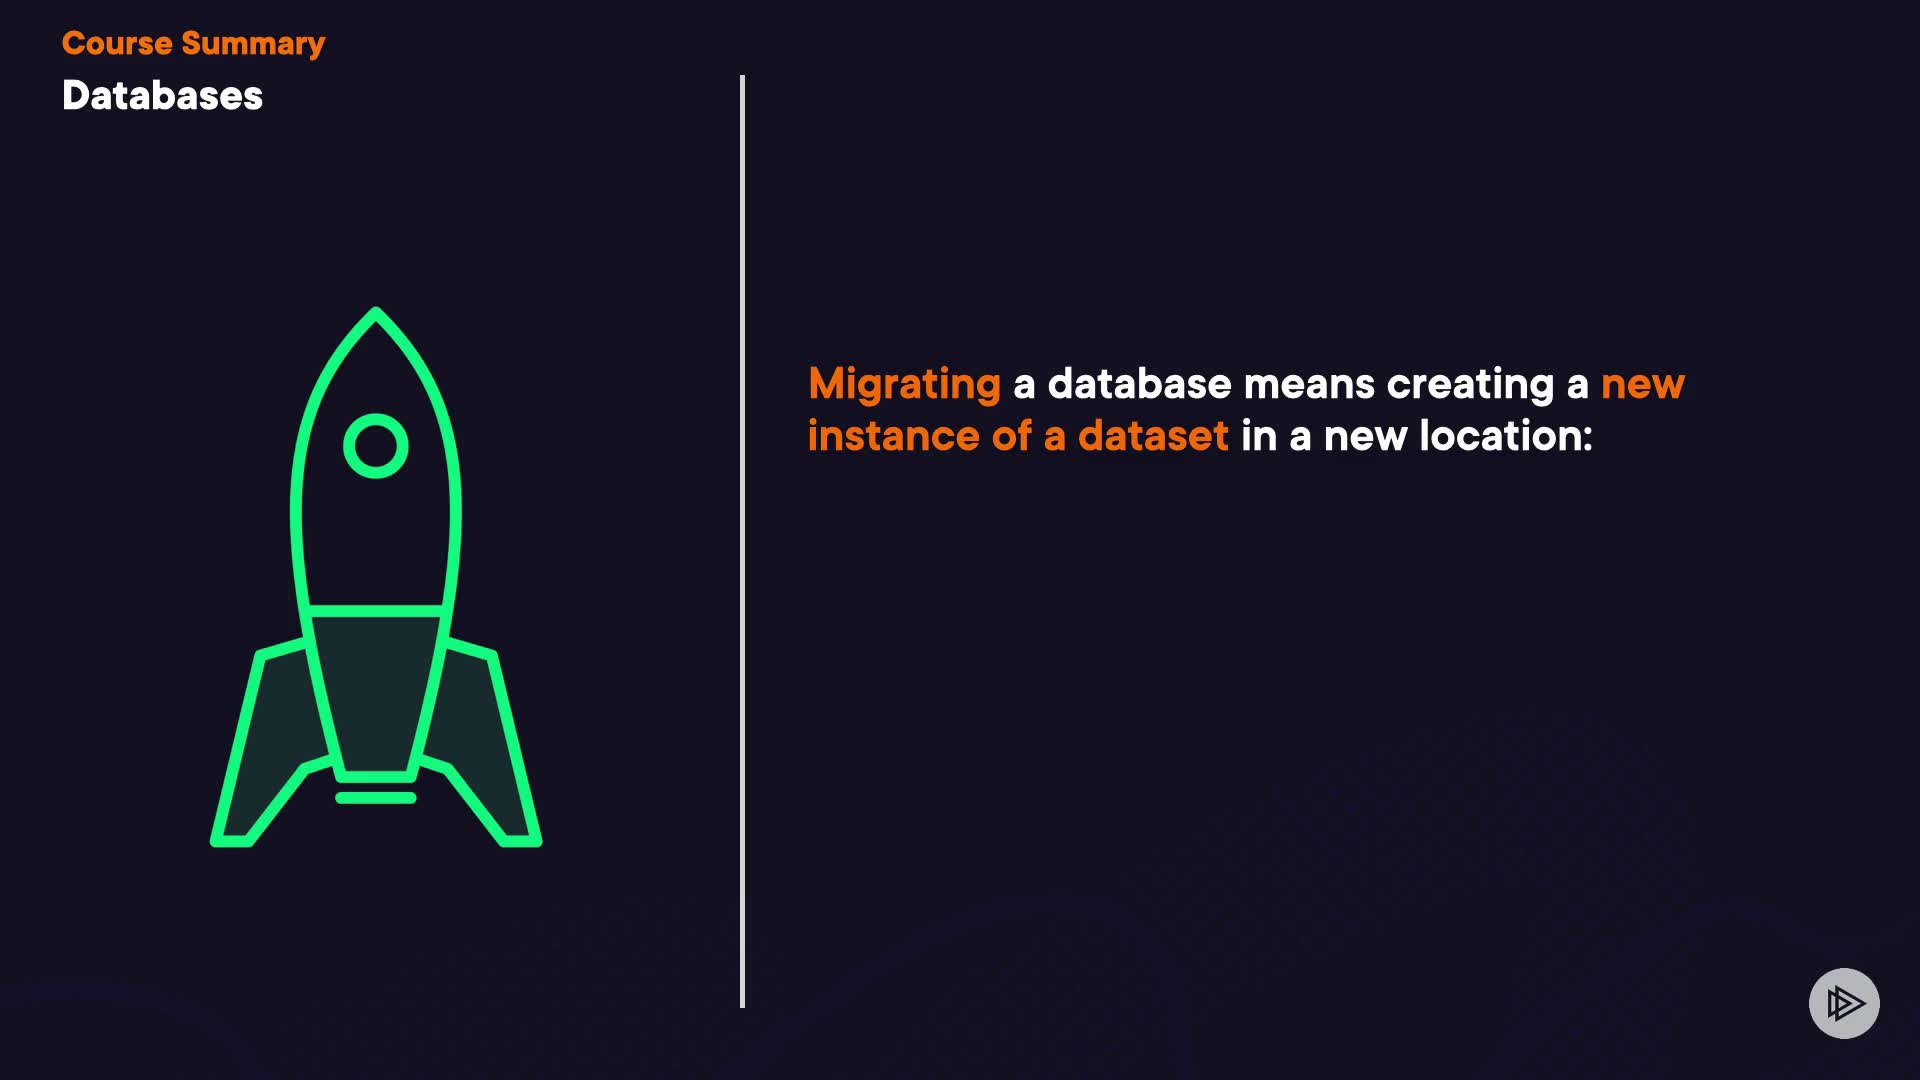 Course Summary
Databases
Migrating a database means creating a new
instance of a dataset in a new location: